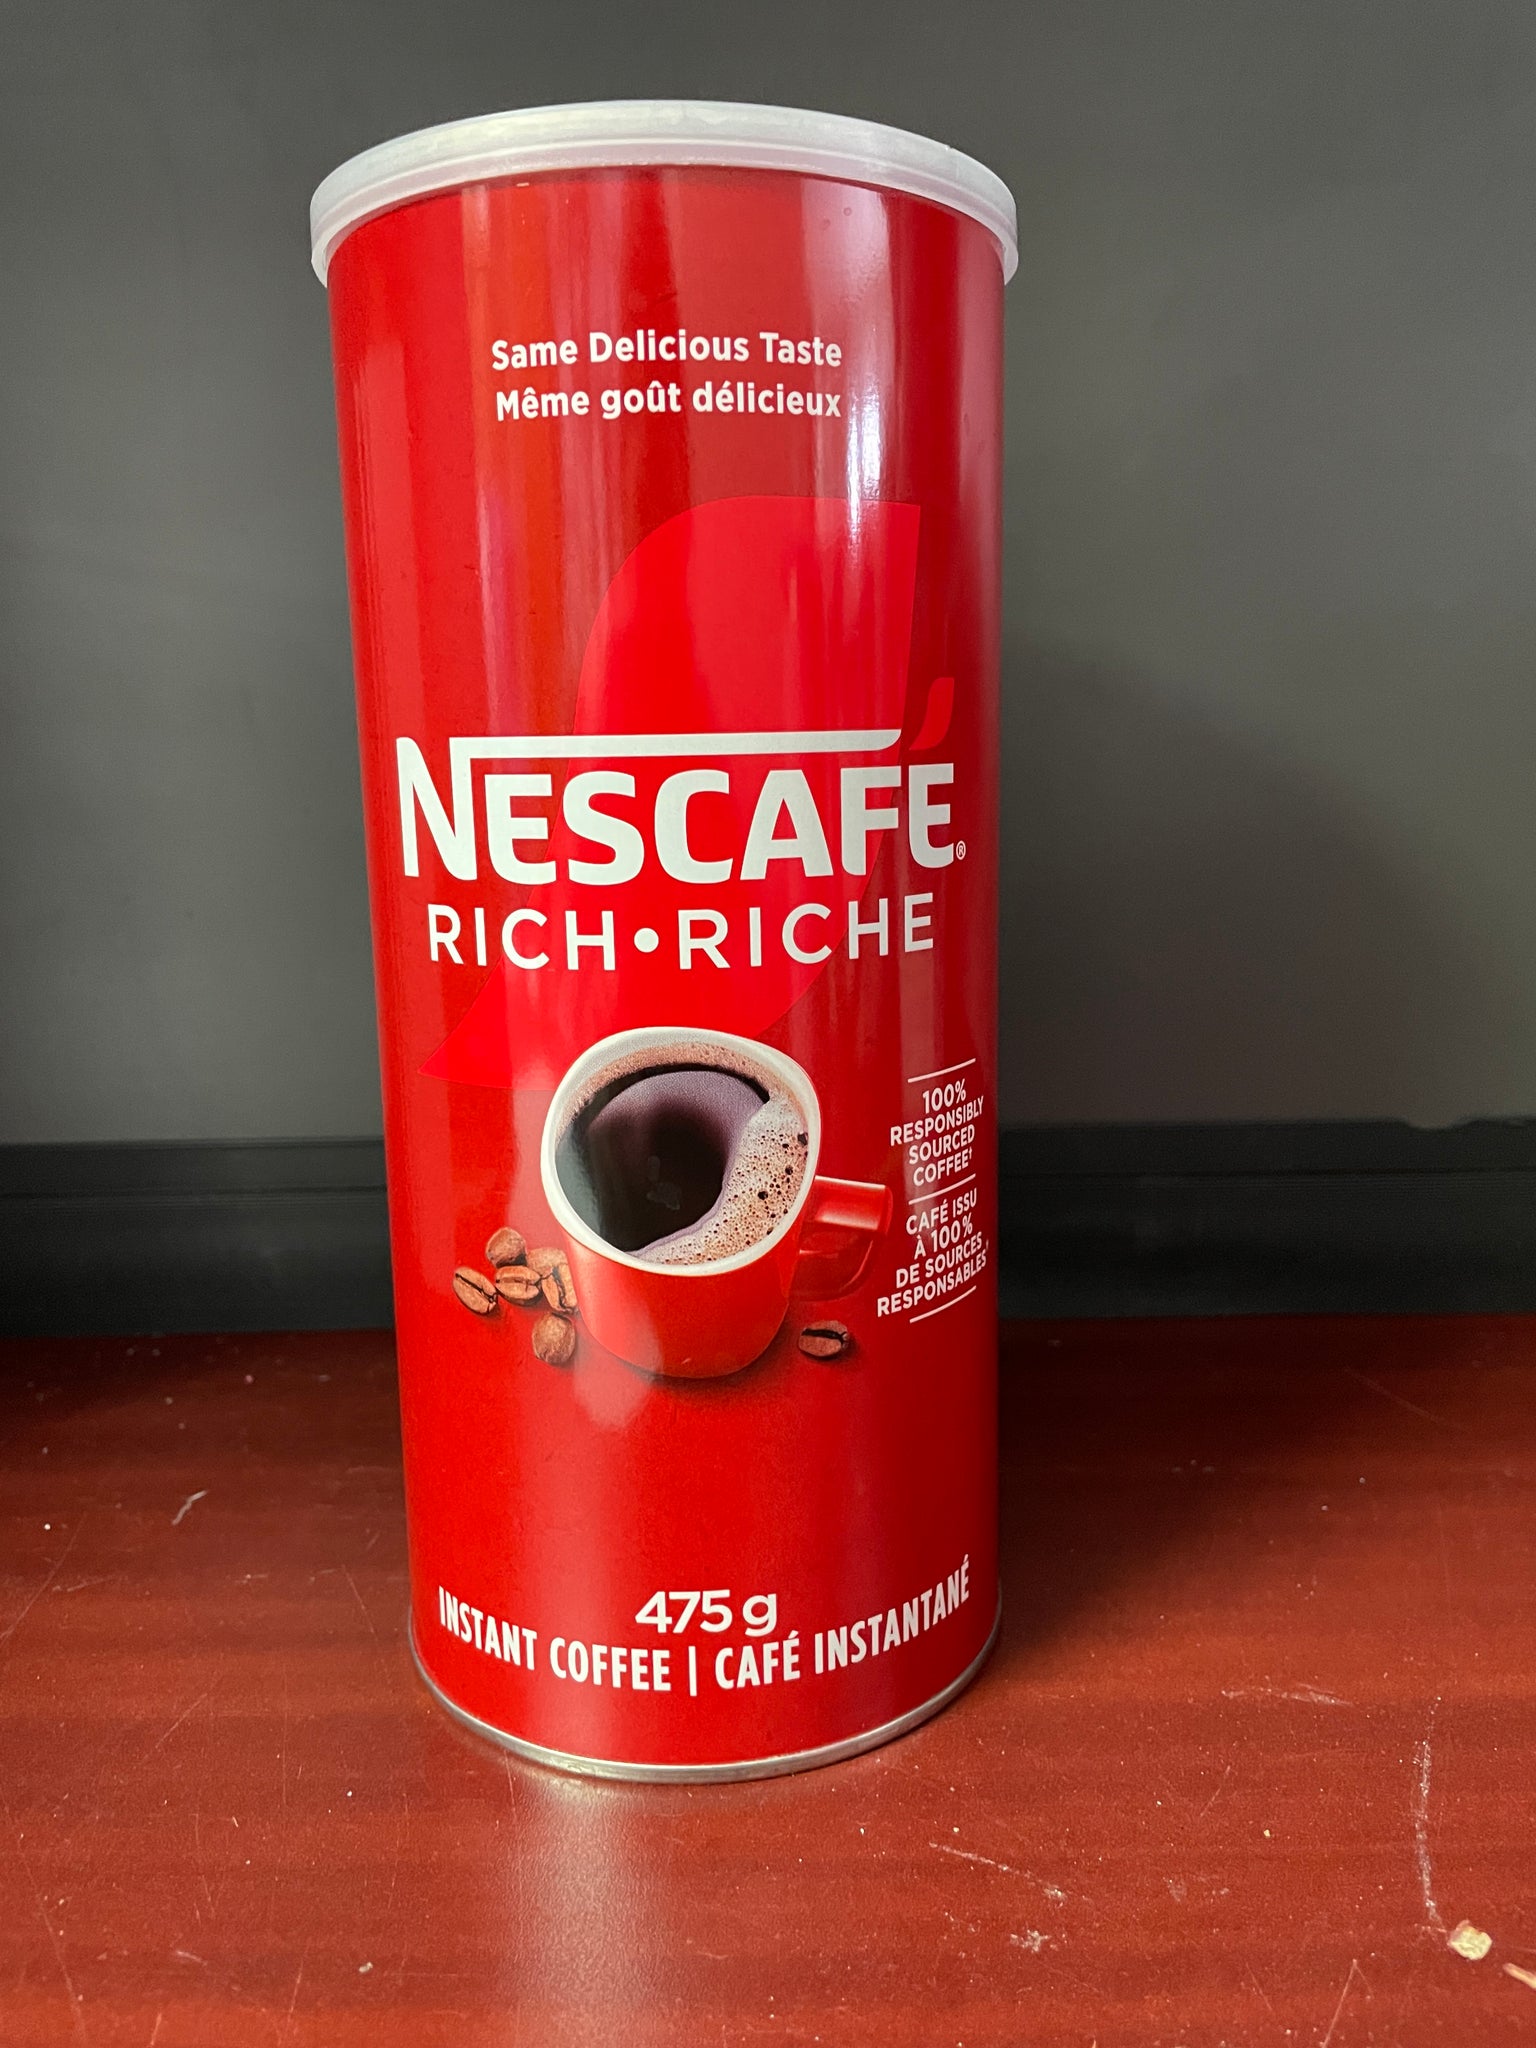 Same Delicious Taste
Même goût délicieux
NESCAFÉ®
RICH•RICHE
100%
RESPONSIBLY
SOURCED
COFFEE†
CAFÉ ISSU
À 100%
DE SOURCES
RESPONSABLES†
475 g
INSTANT COFFEE | CAFÉ INSTANTANÉ